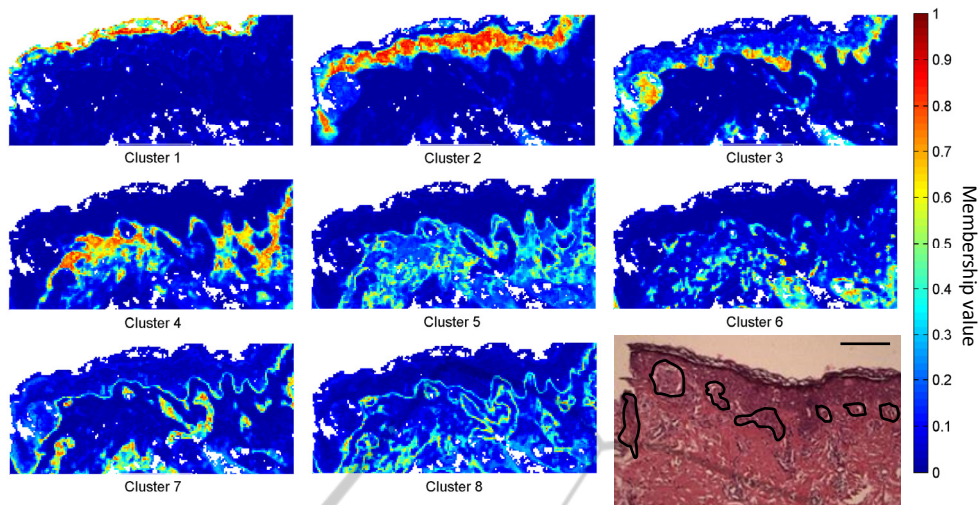 Cluster 1
Cluster 2
Cluster 3
Cluster 4
Cluster 5
Cluster 6
Cluster 7
Cluster 8
1
0.9
0.8
0.7
0.6
0.5
0.4
0.3
0.2
0.1
0
Membership value